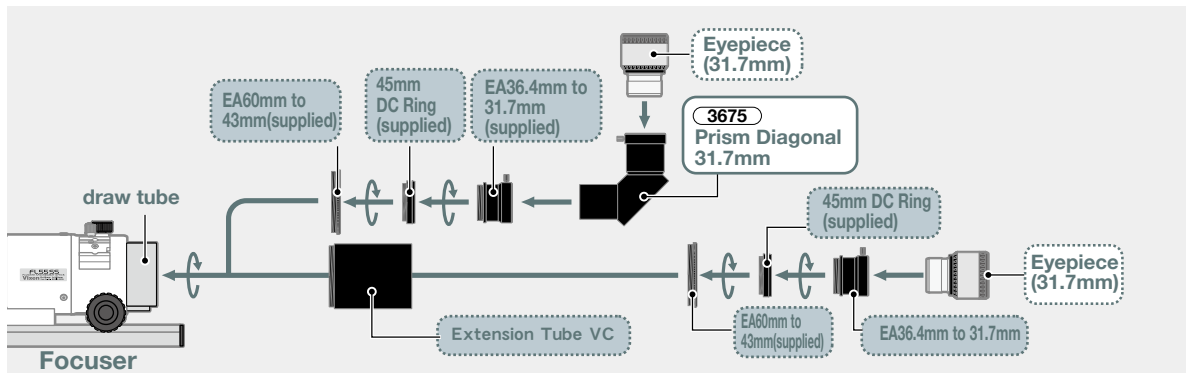 Eyepiece
(31.7mm)
EA60mm to
43mm(supplied)
45mm
DC Ring
(supplied)
EA36.4mm to
31.7mm
(supplied)
3675
Prism Diagonal
31.7mm
draw tube
45mm DC Ring
(supplied)
FL55SS
Vixen
Eyepiece
(31.7mm)
Extension Tube VC
EA60mm to
43mm(supplied)
EA36.4mm to 31.7mm
Focuser